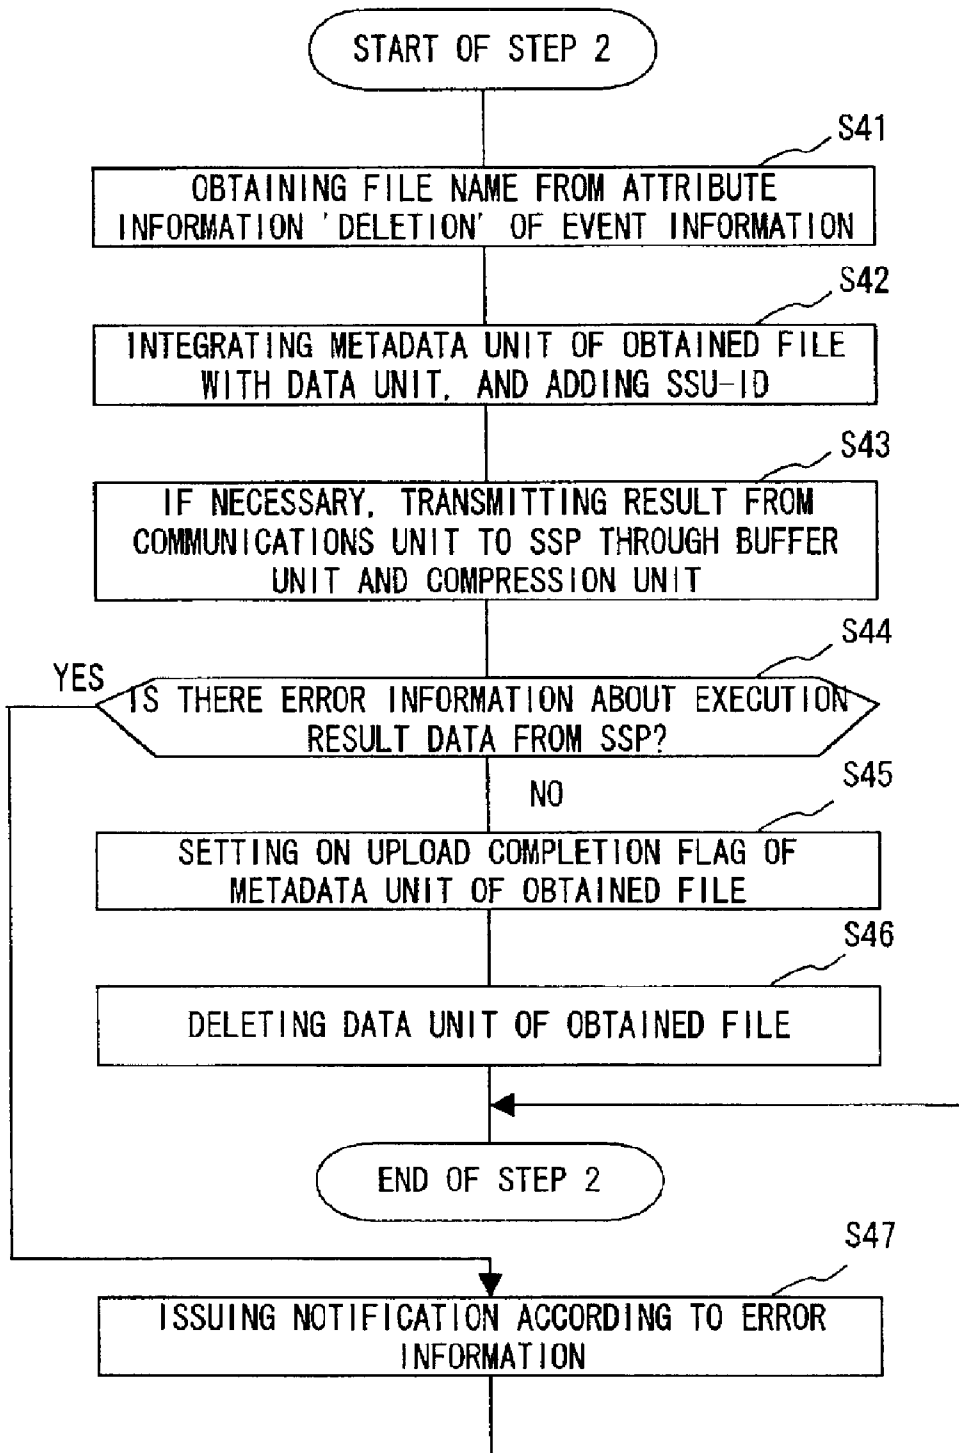 START OF STEP 2
S41
OBTAINING FILE NAME FROM ATTRIBUTE
INFORMATION 'DELETION' OF EVENT INFORMATION
S42
INTEGRATING METADATA UNIT OF OBTAINED FILE
WITH DATA UNIT, AND ADDING SSU-ID
S43
IF NECESSARY, TRANSMITTING RESULT FROM
COMMUNICATIONS UNIT TO SSP THROUGH BUFFER
UNIT AND COMPRESSION UNIT
S44
YES
IS THERE ERROR INFORMATION ABOUT EXECUTION
RESULT DATA FROM SSP?
NO
S45
SETTING ON UPLOAD COMPLETION FLAG OF
METADATA UNIT OF OBTAINED FILE
S46
DELETING DATA UNIT OF OBTAINED FILE
END OF STEP 2
S47
ISSUING NOTIFICATION ACCORDING TO ERROR
INFORMATION